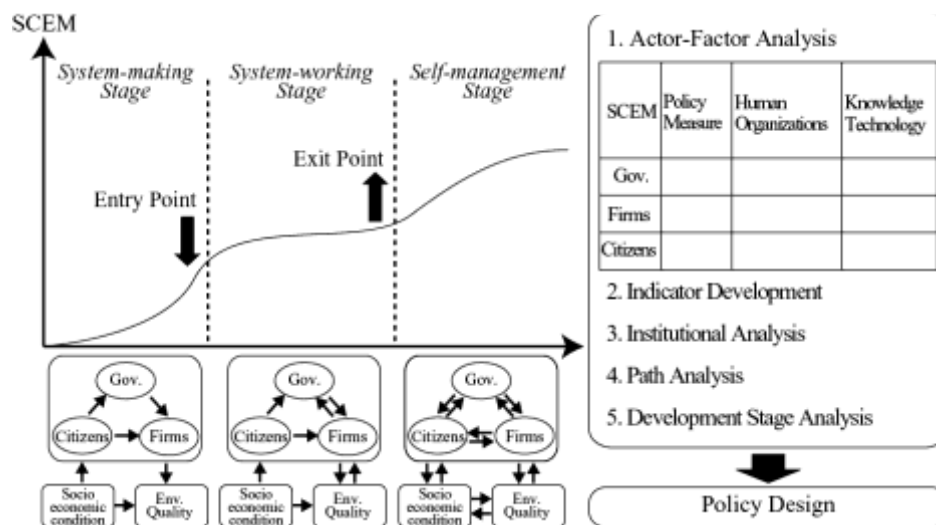 SCEM
System-making
Stage
System-working
Stage
Self-management
Stage
Entry Point
Exit Point
Gov.
Citizens
Firms
Socio
economic
condition
Env.
Quality
Gov.
Citizens
Firms
Socio
economic
condition
Env.
Quality
Gov.
Citizens
Firms
Socio
economic
condition
Env.
Quality
1. Actor-Factor Analysis
SCEM
Policy
Measure
Human
Organizations
Knowledge
Technology
Gov.
Firms
Citizens
2. Indicator Development
3. Institutional Analysis
4. Path Analysis
5. Development Stage Analysis
Policy Design